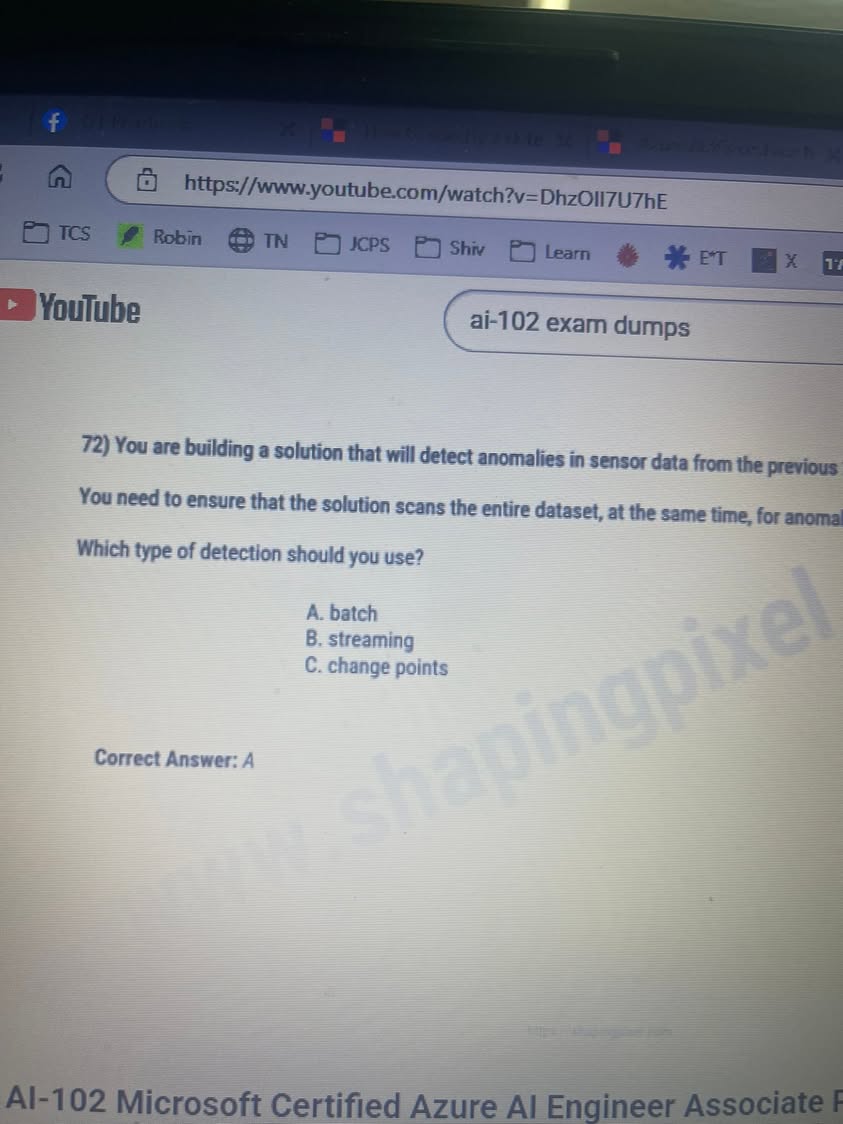 https://www.youtube.com/watch?v=DhzOll7U7hE
TCS Robin TN JCPS Shiv Learn E*T X 17
YouTube
ai-102 exam dumps
72) You are building a solution that will detect anomalies in sensor data from the previous
You need to ensure that the solution scans the entire dataset, at the same time, for anomal
Which type of detection should you use?
A. batch
B. streaming
C. change points
Correct Answer: A
www.shapingpixel
AI-102 Microsoft Certified Azure AI Engineer Associate P